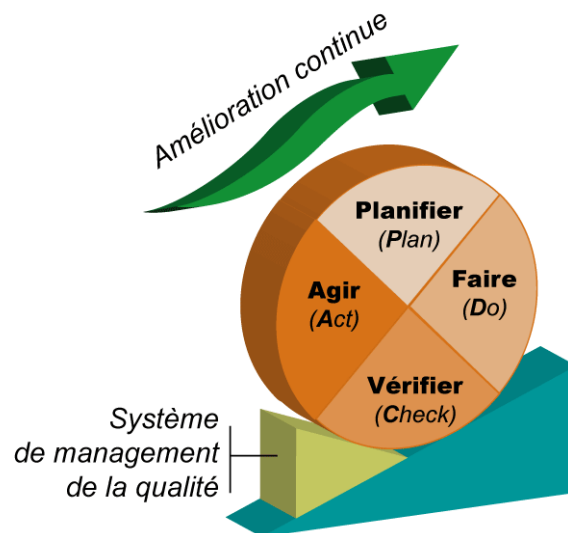 Amélioration continue
Planifier
(Plan)
Faire
(Do)
Agir
(Act)
Vérifier
(Check)
Système
de management
de la qualité